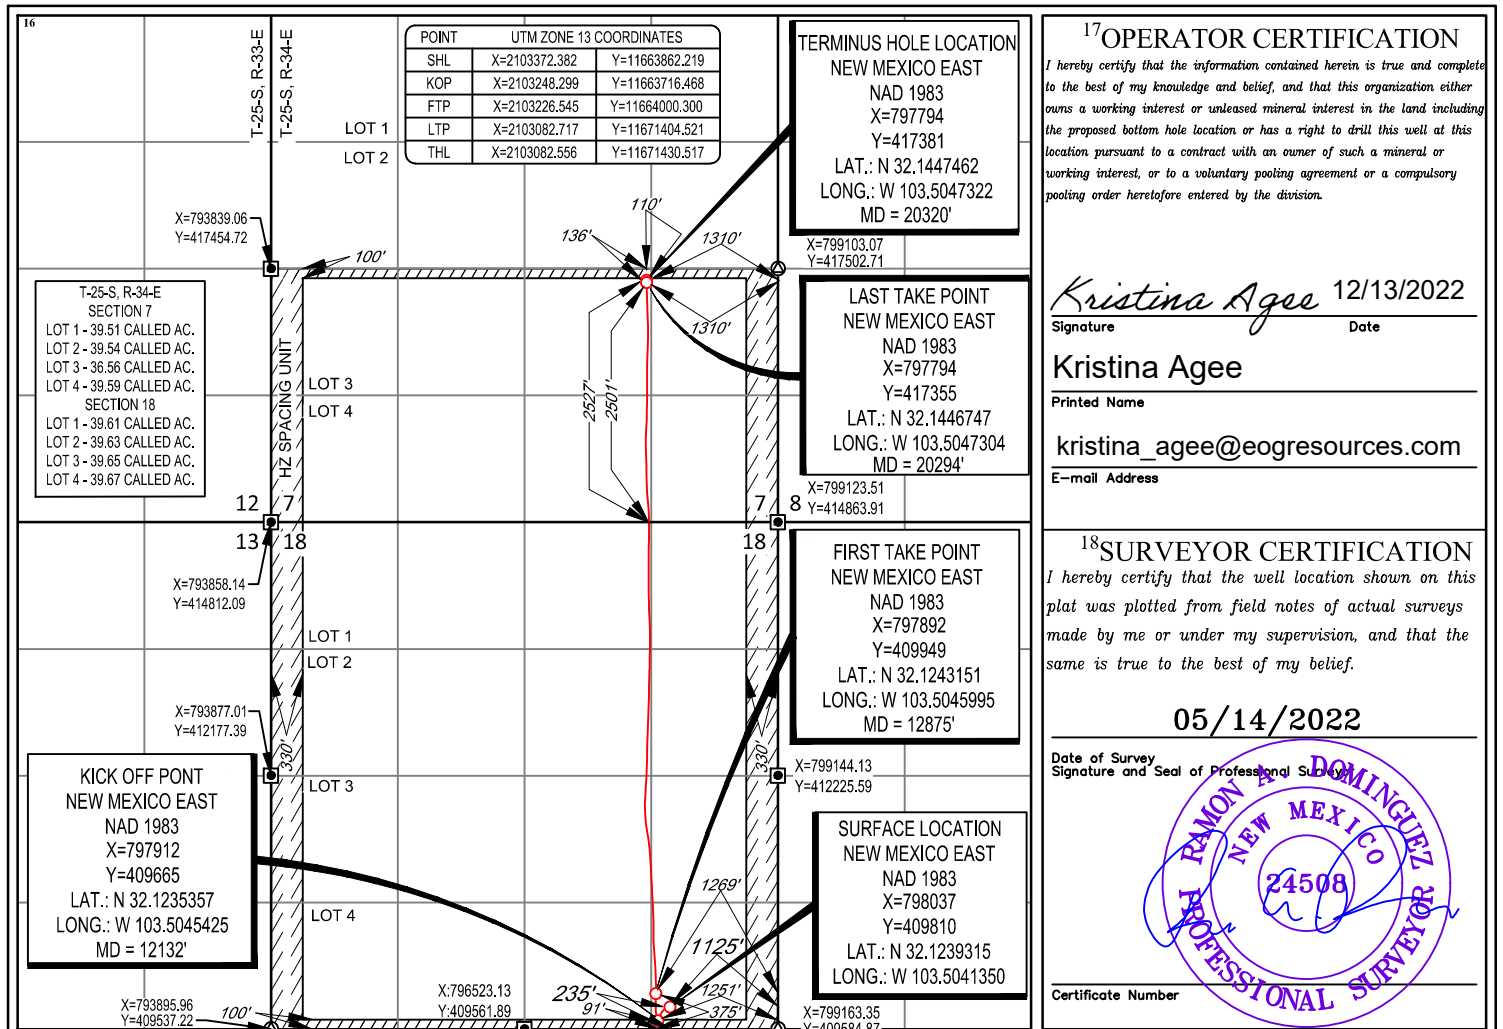 16
T-25-S, R-33-E
T-25-S, R-34-E
LOT 1
LOT 2
POINT UTM ZONE 13 COORDINATES
SHL X=2103372.382 Y=11663862.219
KOP X=2103248.299 Y=11663716.468
FTP X=2103226.545 Y=11664000.300
LTP X=2103082.717 Y=11671404.521
THL X=2103082.556 Y=11671430.517
TERMINUS HOLE LOCATION
NEW MEXICO EAST
NAD 1983
X=797794
Y=417381
LAT.: N 32.1447462
LONG.: W 103.5047322
MD = 20320'
X=793839.06
Y=417454.72
100'
136'
110'
1310'
X=799103.07
Y=417502.71
T-25-S, R-34-E
SECTION 7
LOT 1 - 39.51 CALLED AC.
LOT 2 - 39.54 CALLED AC.
LOT 3 - 36.56 CALLED AC.
LOT 4 - 39.59 CALLED AC.
SECTION 18
LOT 1 - 39.61 CALLED AC.
LOT 2 - 39.63 CALLED AC.
LOT 3 - 39.65 CALLED AC.
LOT 4 - 39.67 CALLED AC.
HZ SPACING UNIT
LOT 3
LOT 4
2527'
2501'
1310'
LAST TAKE POINT
NEW MEXICO EAST
NAD 1983
X=797794
Y=417355
LAT.: N 32.1446747
LONG.: W 103.5047304
MD = 20294'
X=799123.51
Y=414863.91
12 7
13 18
7 8
18
X=793858.14
Y=414812.09
LOT 1
LOT 2
FIRST TAKE POINT
NEW MEXICO EAST
NAD 1983
X=797892
Y=409949
LAT.: N 32.1243151
LONG.: W 103.5045995
MD = 12875'
X=793877.01
Y=412177.39
330'
330'
X=799144.13
Y=412225.59
LOT 3
LOT 4
KICK OFF PONT
NEW MEXICO EAST
NAD 1983
X=797912
Y=409665
LAT.: N 32.1235357
LONG.: W 103.5045425
MD = 12132'
SURFACE LOCATION
NEW MEXICO EAST
NAD 1983
X=798037
Y=409810
LAT.: N 32.1239315
LONG.: W 103.5041350
1269'
1125'
1251'
375'
235'
91'
X=793895.96
Y=409537.22
100'
X:796523.13
Y:409561.89
X=799163.35
Y=409584.87
17 OPERATOR CERTIFICATION
I hereby certify that the information contained herein is true and complete
to the best of my knowledge and belief, and that this organization either
owns a working interest or unleased mineral interest in the land including
the proposed bottom hole location or has a right to drill this well at this
location pursuant to a contract with an owner of such a mineral or
working interest, or to a voluntary pooling agreement or a compulsory
pooling order heretofore entered by the division.
Kristina Agee 12/13/2022
Signature Date
Kristina Agee
Printed Name
kristina_agee@eogresources.com
E-mail Address
18 SURVEYOR CERTIFICATION
I hereby certify that the well location shown on this
plat was plotted from field notes of actual surveys
made by me or under my supervision, and that the
same is true to the best of my belief.
05/14/2022
Date of Survey
Signature and Seal of Professional Surveyor
RAMON A. DOMINGUEZ
NEW MEXICO
24508
PROFESSIONAL SURVEYOR
Certificate Number